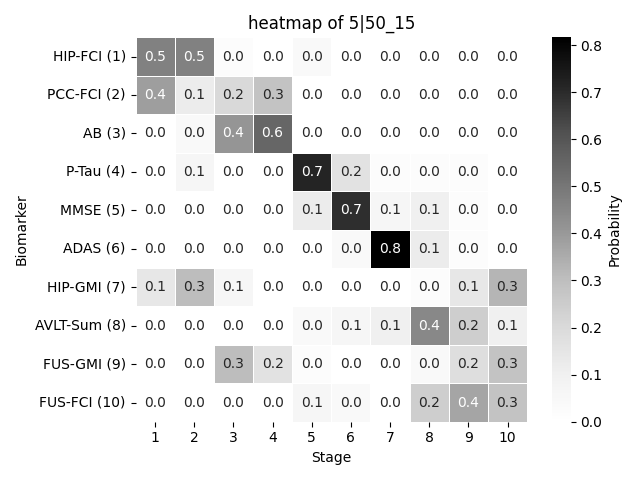 heatmap of 5|50_15
HIP-FCI (1) 0.5 0.5 0.0 0.0 0.0 0.0 0.0 0.0 0.0 0.0
PCC-FCI (2) 0.4 0.1 0.2 0.3 0.0 0.0 0.0 0.0 0.0 0.0
AB (3) 0.0 0.0 0.4 0.6 0.0 0.0 0.0 0.0 0.0 0.0
P-Tau (4) 0.0 0.1 0.0 0.0 0.7 0.2 0.0 0.0 0.0 0.0
MMSE (5) 0.0 0.0 0.0 0.0 0.1 0.7 0.1 0.1 0.0 0.0
ADAS (6) 0.0 0.0 0.0 0.0 0.0 0.0 0.8 0.1 0.0 0.0
HIP-GMI (7) 0.1 0.3 0.1 0.0 0.0 0.0 0.0 0.0 0.1 0.3
AVLT-Sum (8) 0.0 0.0 0.0 0.0 0.0 0.1 0.1 0.4 0.2 0.1
FUS-GMI (9) 0.0 0.0 0.3 0.2 0.0 0.0 0.0 0.0 0.2 0.3
FUS-FCI (10) 0.0 0.0 0.0 0.0 0.1 0.0 0.0 0.2 0.4 0.3
1 2 3 4 5 6 7 8 9 10
Stage
Biomarker
0.8
0.7
0.6
0.5
0.4
0.3
0.2
0.1
0.0
Probability